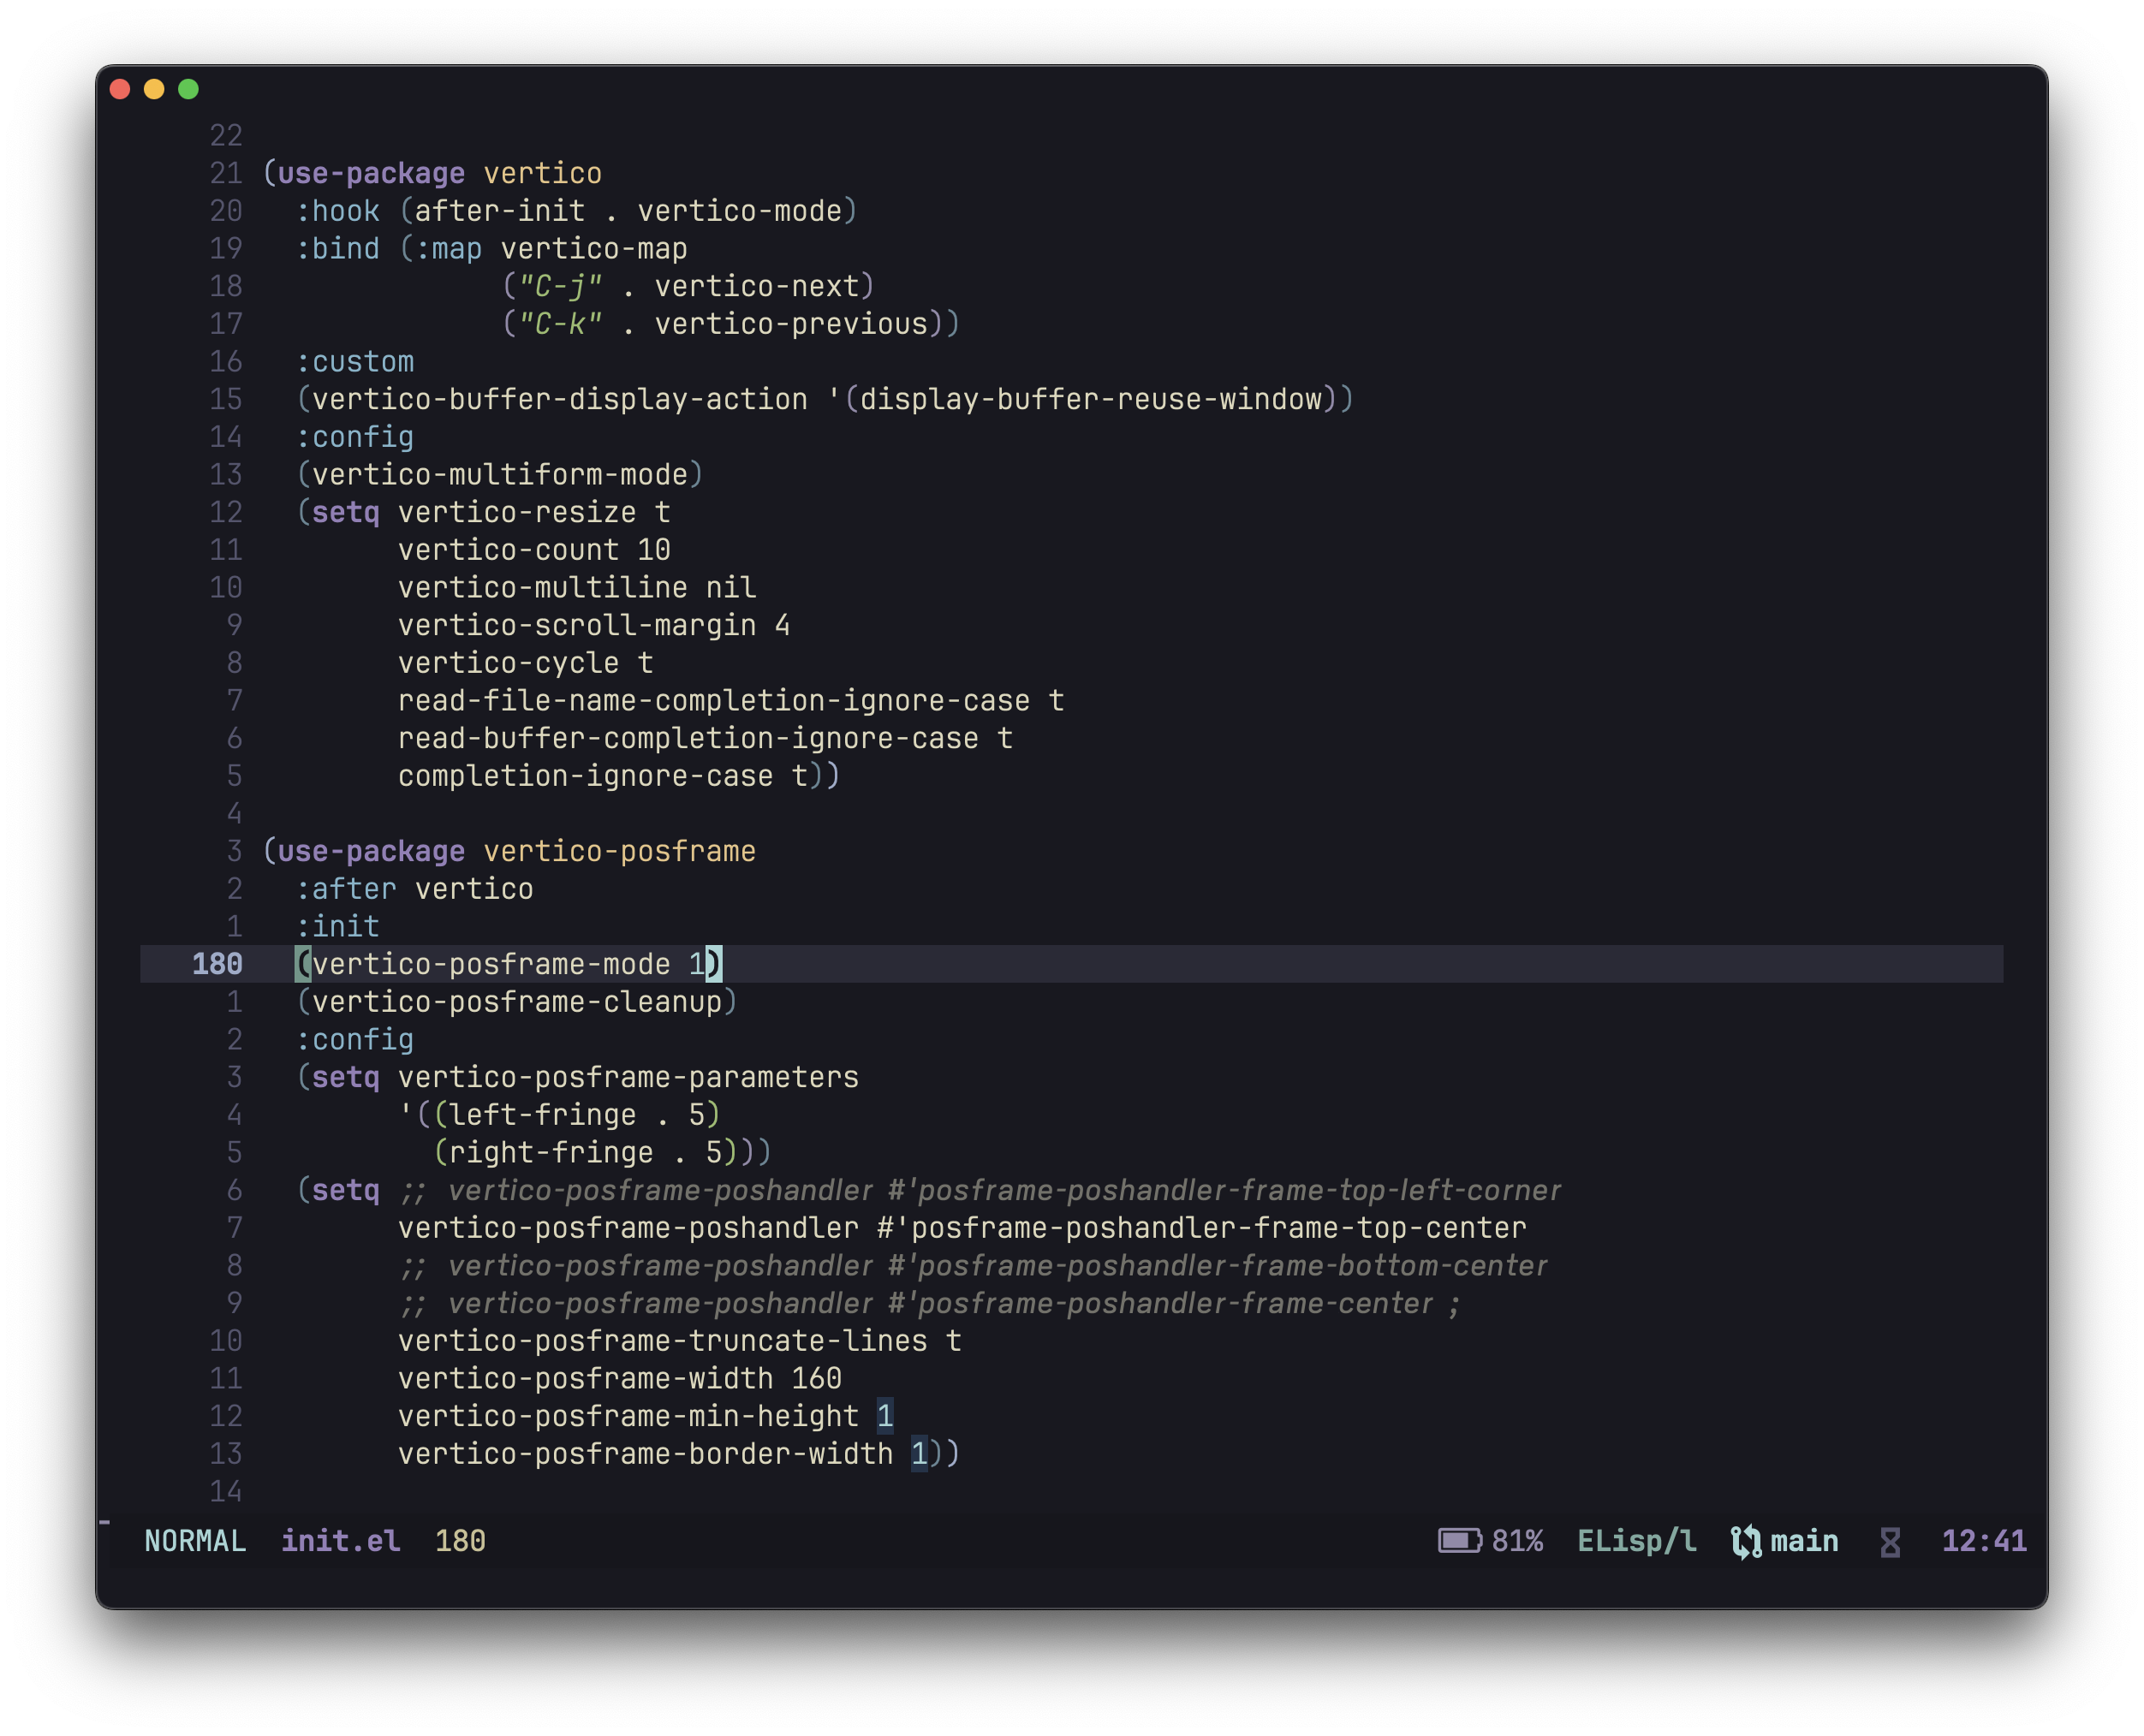 22
21 (use-package vertico
20   :hook (after-init . vertico-mode)
19   :bind (:map vertico-map
18               ("C-j" . vertico-next)
17               ("C-k" . vertico-previous))
16   :custom
15   (vertico-buffer-display-action '(display-buffer-reuse-window))
14   :config
13   (vertico-multiform-mode)
12   (setq vertico-resize t
11         vertico-count 10
10         vertico-multiline nil
9         vertico-scroll-margin 4
8         vertico-cycle t
7         read-file-name-completion-ignore-case t
6         read-buffer-completion-ignore-case t
5         completion-ignore-case t))
4
3 (use-package vertico-posframe
2   :after vertico
1   :init
180   (vertico-posframe-mode 1)
1   (vertico-posframe-cleanup)
2   :config
3   (setq vertico-posframe-parameters
4         '((left-fringe . 5)
5           (right-fringe . 5)))
6   (setq ;; vertico-posframe-poshandler #'posframe-poshandler-frame-top-left-corner
7         vertico-posframe-poshandler #'posframe-poshandler-frame-top-center
8         ;; vertico-posframe-poshandler #'posframe-poshandler-frame-bottom-center
9         ;; vertico-posframe-poshandler #'posframe-poshandler-frame-center ;
10         vertico-posframe-truncate-lines t
11         vertico-posframe-width 160
12         vertico-posframe-min-height 1
13         vertico-posframe-border-width 1))
14
NORMAL init.el 180 81% ELisp/l main 12:41